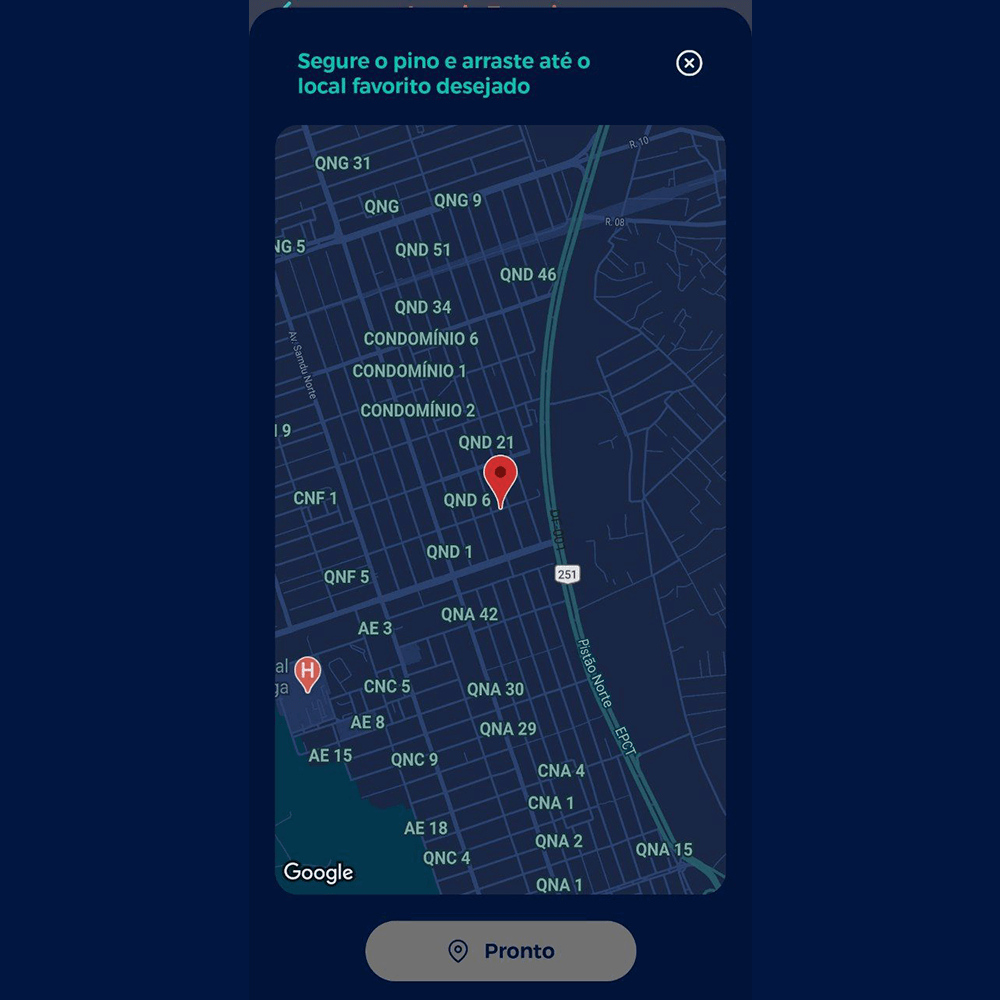 Segure o pino e arraste até o
local favorito desejado
R. 10
QNG 31
QNG 9
QNG
R. 08
NG 5
QND 51
QND 46
QND 34
CONDOMÍNIO 6
Av. Samdu Norte
CONDOMÍNIO 1
CONDOMÍNIO 2
9
QND 21
CNF 1
QND 6
QND 1
251
QNF 5
QNA 42
AE 3
Pistão Norte
al
ga
H
CNC 5
QNA 30
AE 8
QNA 29
EPCT
AE 15
QNC 9
CNA 4
CNA 1
AE 18
QNA 2
QNA 15
QNC 4
Google
QNA 1
Pronto